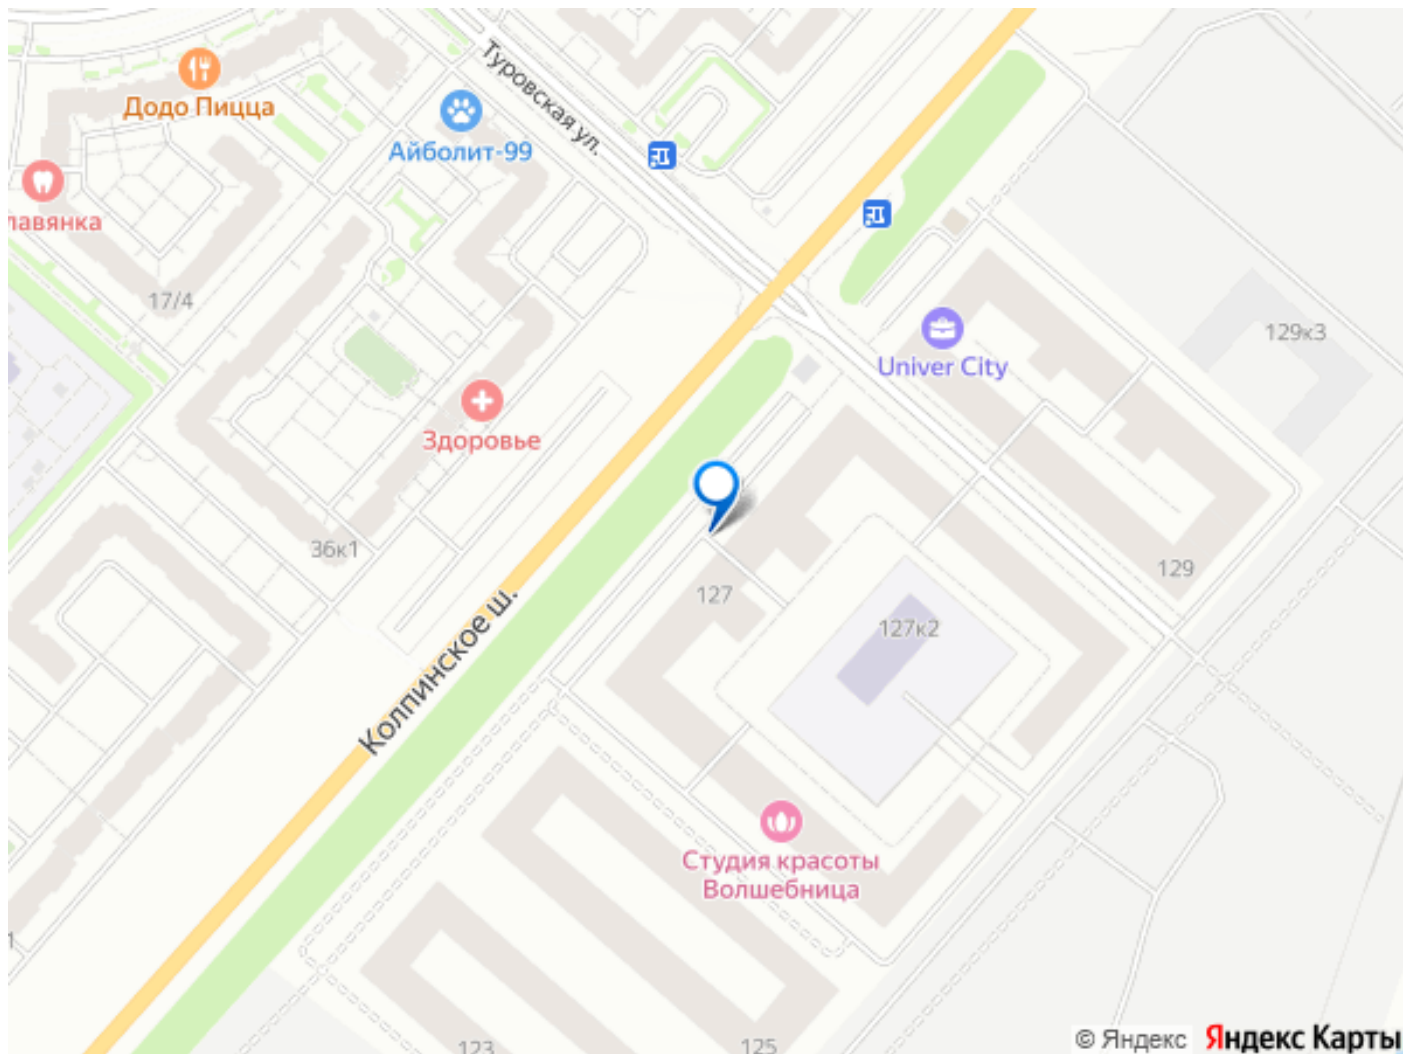 Додо Пицца
Туровская ул.
Айболит-99
лавянка
17/4
129к3
Univer City
Здоровье
36к1
129
127
127к2
Колпинское ш.
Студия красоты
Волшебница
1
123
125
© Яндекс Яндекс Карты